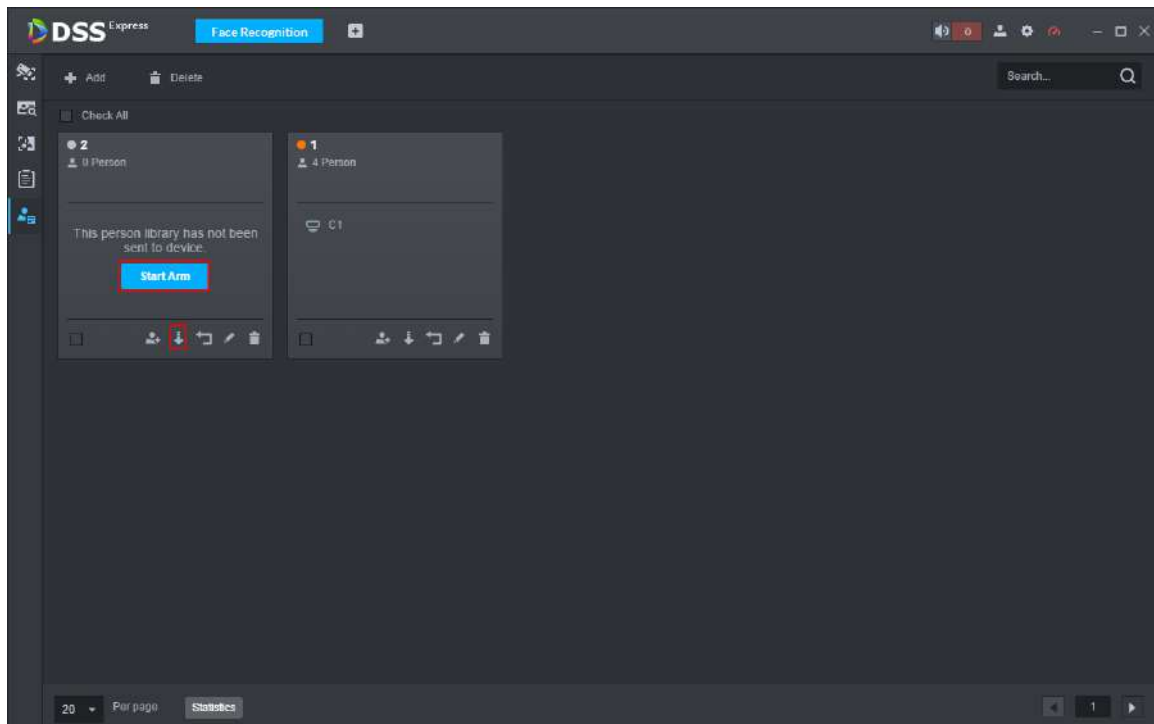 DSS Express
Face Recognition
0
Add
Delete
Search...
Check All
2
0 Person
This person library has not been
sent to device.
Start Arm
1
4 Person
C1
20
Per page
Statistics
1